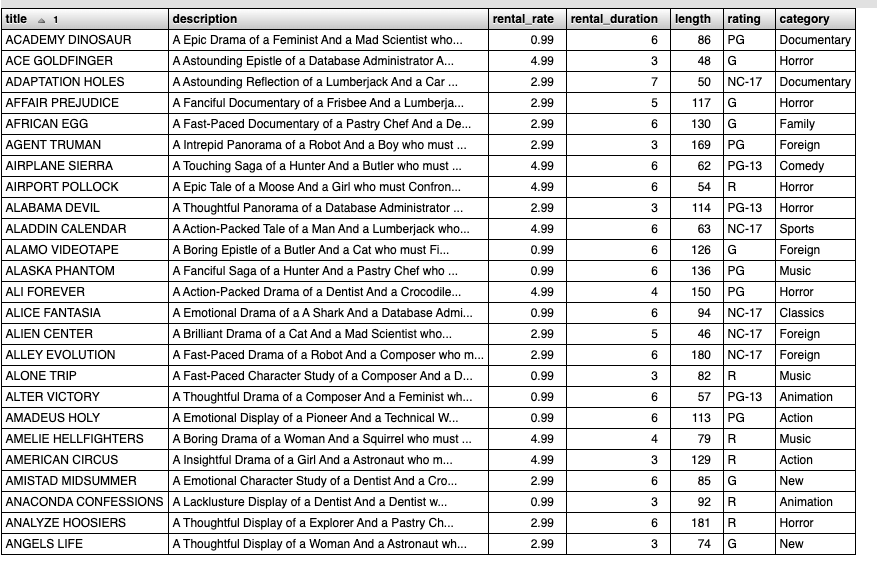 title 1 description rental_rate rental_duration length rating category
ACADEMY DINOSAUR A Epic Drama of a Feminist And a Mad Scientist who... 0.99 6 86 PG Documentary
ACE GOLDFINGER A Astounding Epistle of a Database Administrator A... 4.99 3 48 G Horror
ADAPTATION HOLES A Astounding Reflection of a Lumberjack And a Car ... 2.99 7 50 NC-17 Documentary
AFFAIR PREJUDICE A Fanciful Documentary of a Frisbee And a Lumberja... 2.99 5 117 G Horror
AFRICAN EGG A Fast-Paced Documentary of a Pastry Chef And a De... 2.99 6 130 G Family
AGENT TRUMAN A Intrepid Panorama of a Robot And a Boy who must ... 2.99 3 169 PG Foreign
AIRPLANE SIERRA A Touching Saga of a Hunter And a Butler who must ... 4.99 6 62 PG-13 Comedy
AIRPORT POLLOCK A Epic Tale of a Moose And a Girl who must Confron... 4.99 6 54 R Horror
ALABAMA DEVIL A Thoughtful Panorama of a Database Administrator ... 2.99 3 114 PG-13 Horror
ALADDIN CALENDAR A Action-Packed Tale of a Man And a Lumberjack who... 4.99 6 63 NC-17 Sports
ALAMO VIDEOTAPE A Boring Epistle of a Butler And a Cat who must Fi... 0.99 6 126 G Foreign
ALASKA PHANTOM A Fanciful Saga of a Hunter And a Pastry Chef who ... 0.99 6 136 PG Music
ALI FOREVER A Action-Packed Drama of a Dentist And a Crocodile... 4.99 4 150 PG Horror
ALICE FANTASIA A Emotional Drama of a A Shark And a Database Admi... 0.99 6 94 NC-17 Classics
ALIEN CENTER A Brilliant Drama of a Cat And a Mad Scientist who... 2.99 5 46 NC-17 Foreign
ALLEY EVOLUTION A Fast-Paced Drama of a Robot And a Composer who m... 2.99 6 180 NC-17 Foreign
ALONE TRIP A Fast-Paced Character Study of a Composer And a D... 0.99 3 82 R Music
ALTER VICTORY A Thoughtful Drama of a Composer And a Feminist wh... 0.99 6 57 PG-13 Animation
AMADEUS HOLY A Emotional Display of a Pioneer And a Technical W... 0.99 6 113 PG Action
AMELIE HELLFIGHTERS A Boring Drama of a Woman And a Squirrel who must ... 4.99 4 79 R Music
AMERICAN CIRCUS A Insightful Drama of a Girl And a Astronaut who m... 4.99 3 129 R Action
AMISTAD MIDSUMMER A Emotional Character Study of a Dentist And a Cro... 2.99 6 85 G New
ANACONDA CONFESSIONS A Lacklusture Display of a Dentist And a Dentist w... 0.99 3 92 R Animation
ANALYZE HOOSIERS A Thoughtful Display of a Explorer And a Pastry Ch... 2.99 6 181 R Horror
ANGELS LIFE A Thoughtful Display of a Woman And a Astronaut wh... 2.99 3 74 G New